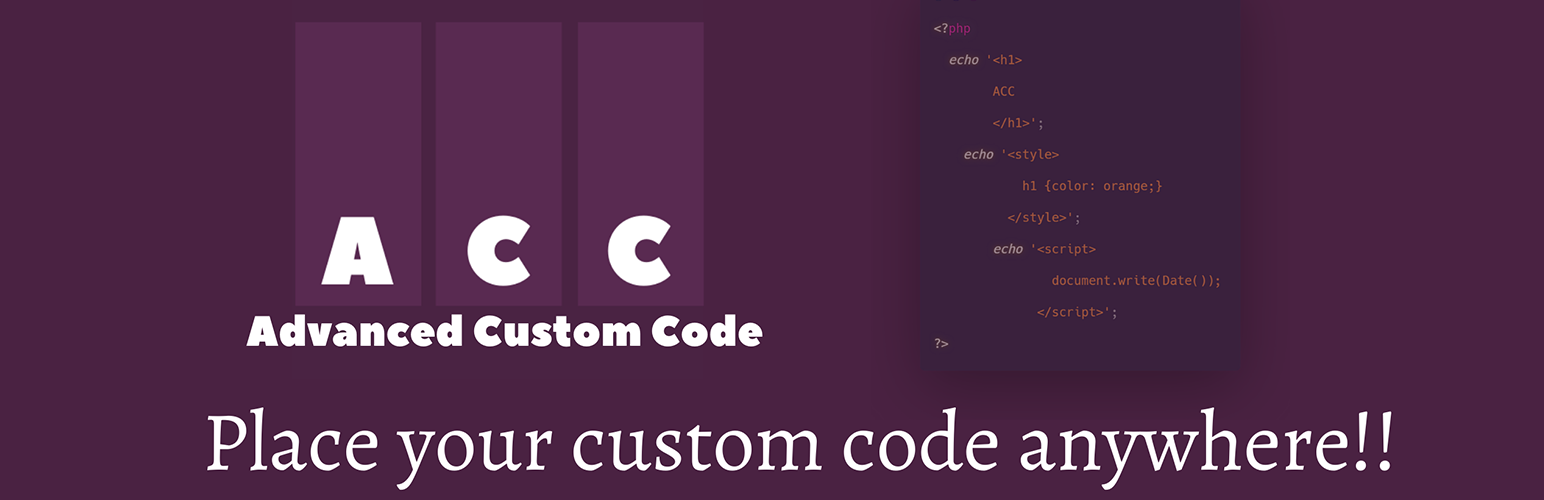 A C C
Advanced Custom Code
<?php
echo '<h1>
ACC
</h1>';
echo '<style>
h1 {color: orange;}
</style>';
echo '<script>
document.write(Date());
</script>';
?>
Place your custom code anywhere!!